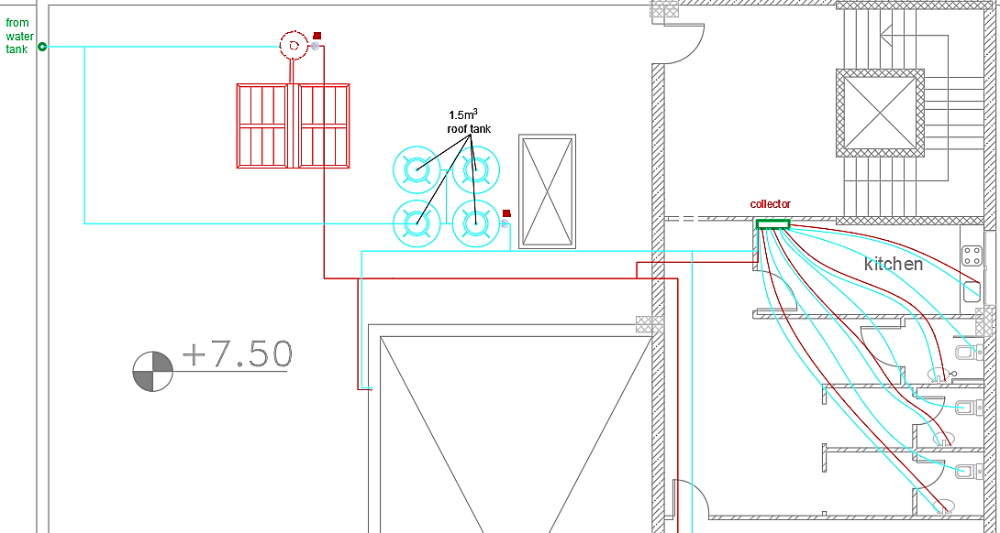 from
water
tank
1.5m³
roof tank
collector
kitchen
+7.50